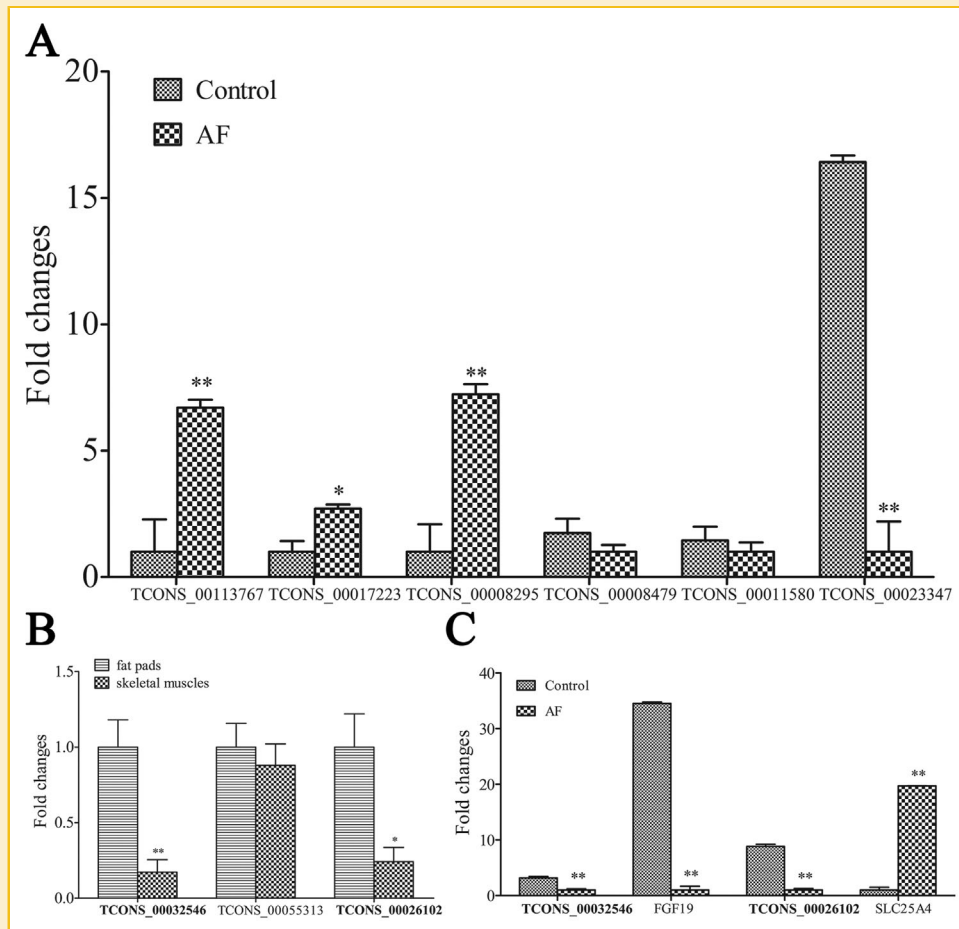 A
20
15
10
5
0
Fold changes
Control
AF
**
*
**
**
TCONS_00113767 TCONS_00017223 TCONS_00008295 TCONS_00008479 TCONS_00011580 TCONS_00023347
B
1.5
1.0
0.5
0.0
Fold changes
fat pads
skeletal muscles
**
*
TCONS_00032546 TCONS_00055313 TCONS_00026102
C
40
30
20
10
0
Fold changes
Control
AF
**
**
**
**
TCONS_00032546 FGF19 TCONS_00026102 SLC25A4